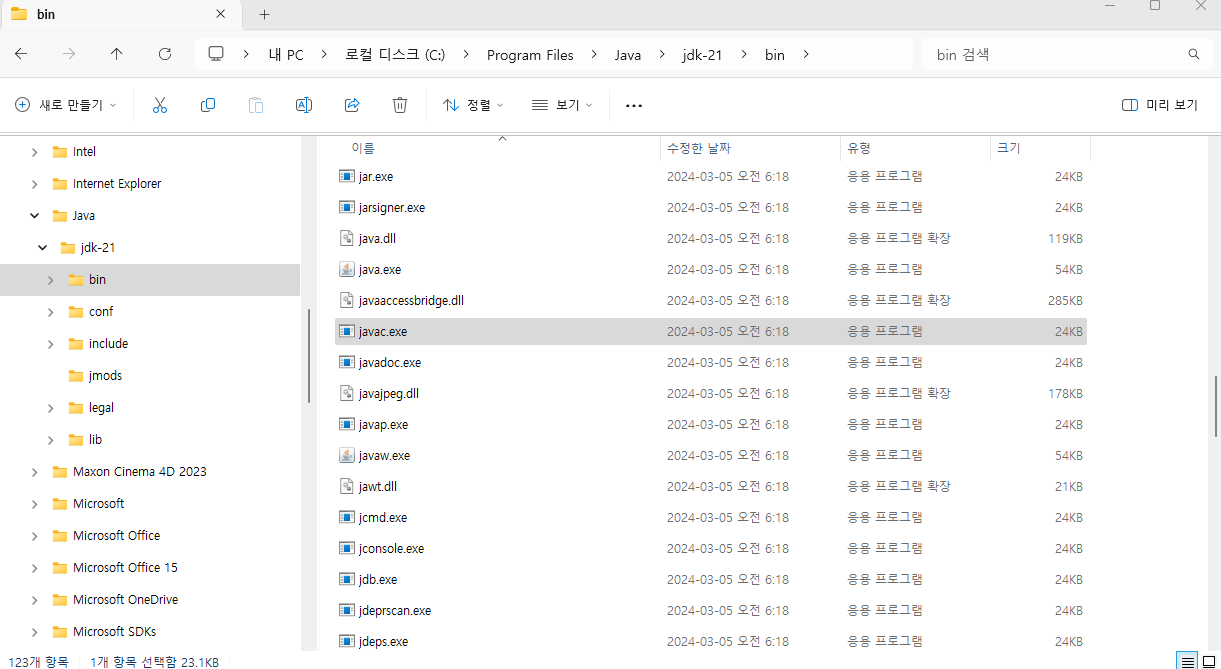 bin
내 PC 로컬 디스크 (C:) Program Files Java jdk-21 bin
bin 검색
새로 만들기 정렬 보기 미리 보기
Intel
Internet Explorer
Java
jdk-21
bin
conf
include
jmods
legal
lib
Maxon Cinema 4D 2023
Microsoft
Microsoft Office
Microsoft Office 15
Microsoft OneDrive
Microsoft SDKs
이름 수정한 날짜 유형 크기
jar.exe 2024-03-05 오전 6:18 응용 프로그램 24KB
jarsigner.exe 2024-03-05 오전 6:18 응용 프로그램 24KB
java.dll 2024-03-05 오전 6:18 응용 프로그램 확장 119KB
java.exe 2024-03-05 오전 6:18 응용 프로그램 54KB
javaaccessbridge.dll 2024-03-05 오전 6:18 응용 프로그램 확장 285KB
javac.exe 2024-03-05 오전 6:18 응용 프로그램 24KB
javadoc.exe 2024-03-05 오전 6:18 응용 프로그램 24KB
javajpeg.dll 2024-03-05 오전 6:18 응용 프로그램 확장 178KB
javap.exe 2024-03-05 오전 6:18 응용 프로그램 24KB
javaw.exe 2024-03-05 오전 6:18 응용 프로그램 54KB
jawt.dll 2024-03-05 오전 6:18 응용 프로그램 확장 21KB
jcmd.exe 2024-03-05 오전 6:18 응용 프로그램 24KB
jconsole.exe 2024-03-05 오전 6:18 응용 프로그램 24KB
jdb.exe 2024-03-05 오전 6:18 응용 프로그램 24KB
jdeprscan.exe 2024-03-05 오전 6:18 응용 프로그램 24KB
jdeps.exe 2024-03-05 오전 6:18 응용 프로그램 24KB
123개 항목 1개 항목 선택함 23.1KB